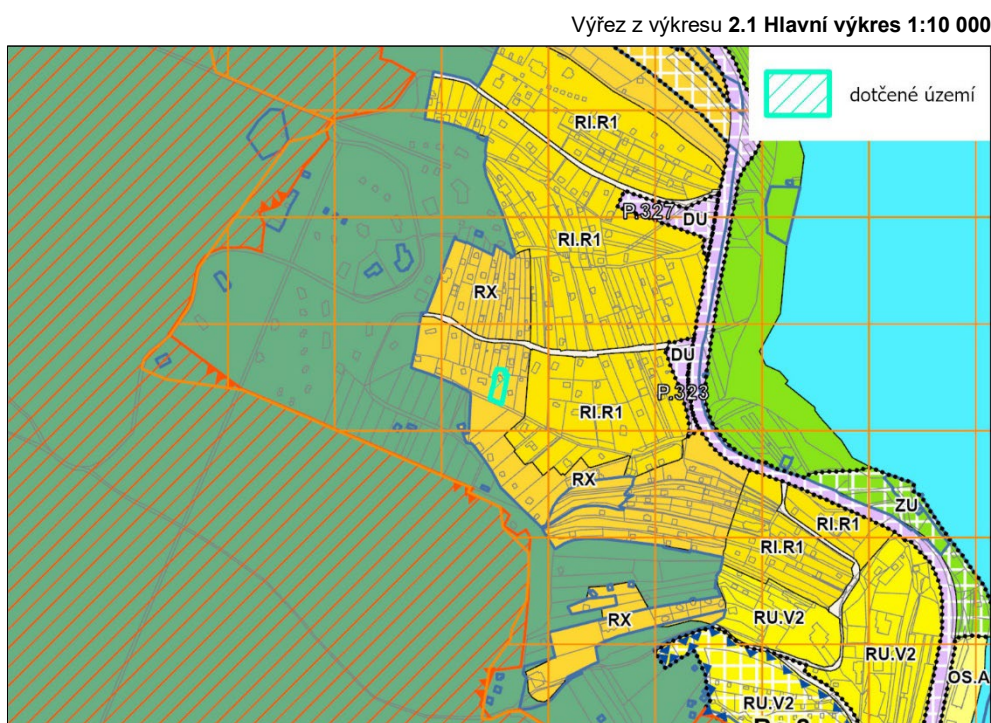 Výřez z výkresu 2.1 Hlavní výkres 1:10 000
dotčené území
RI.R1
P.327
DU
RI.R1
RX
DU
P.323
RI.R1
RX
ZU
RI.R1
RI.R1
RX
RU.V2
RU.V2
OS.A
RU.V2